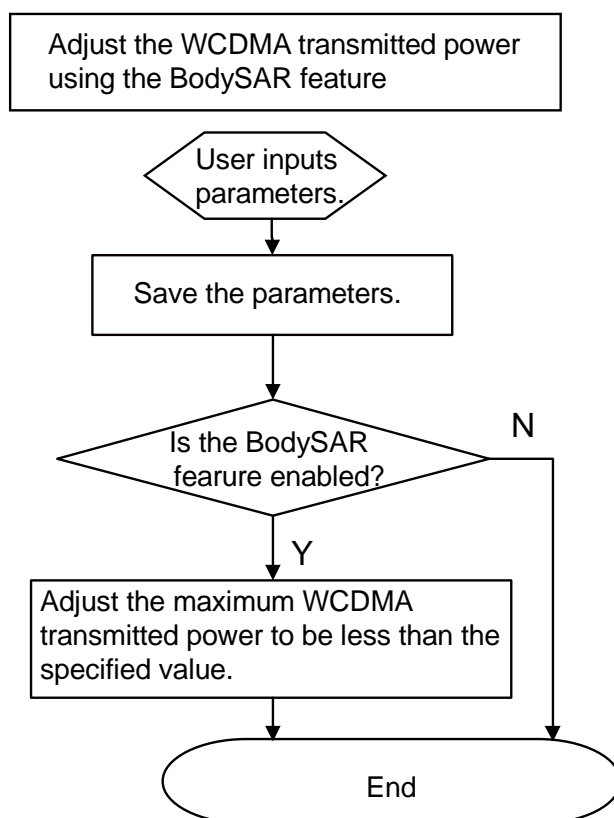 Adjust the WCDMA transmitted power
using the BodySAR feature
User inputs
parameters.
Save the parameters.
Is the BodySAR
fearure enabled?
N
Y
Adjust the maximum WCDMA
transmitted power to be less than the
specified value.
End